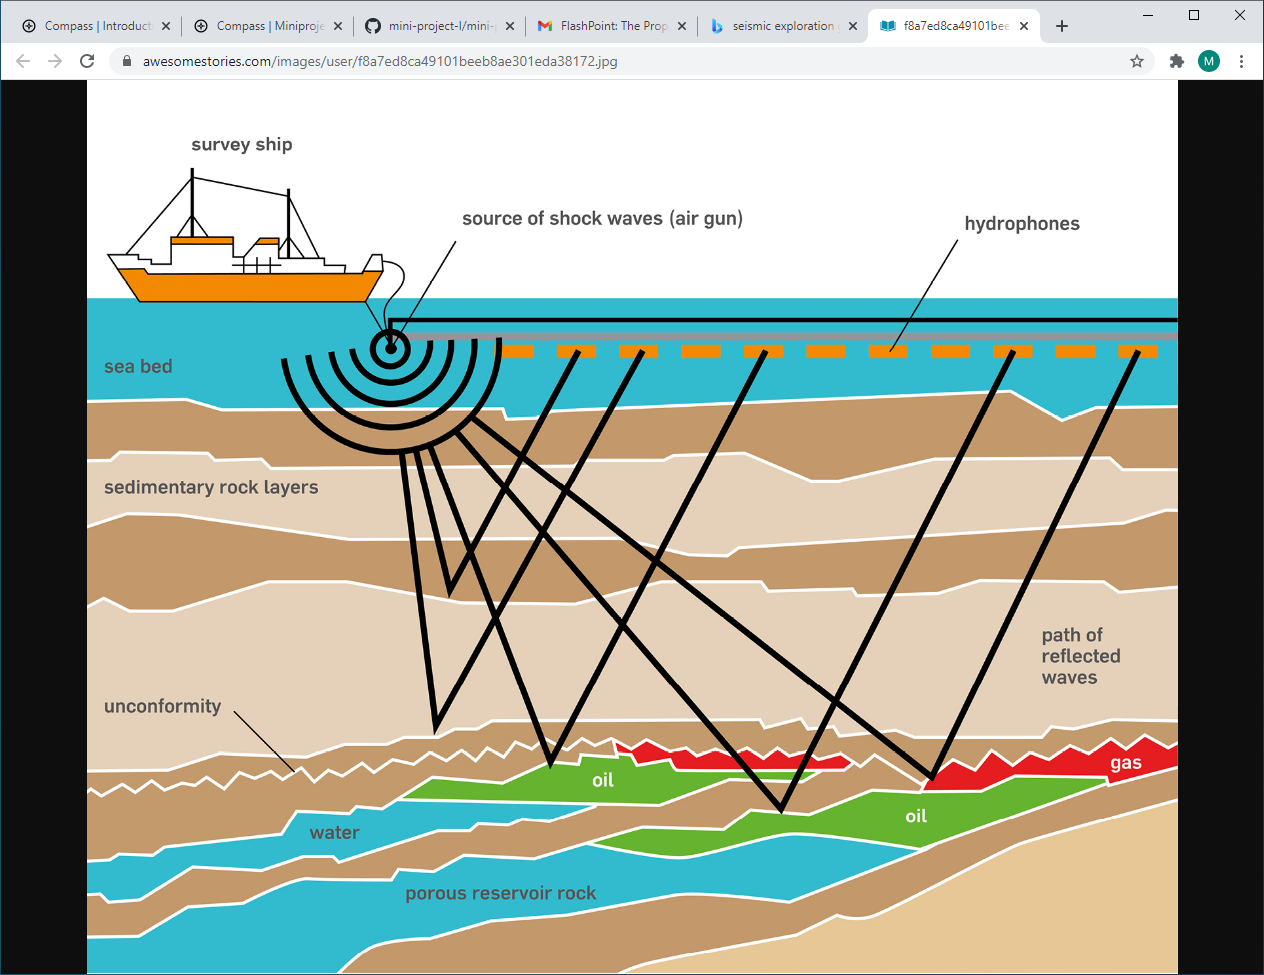 Compass | Introduct
Compass | Miniproje
mini-project-I/mini-p
FlashPoint: The Prop
seismic exploration
f8a7ed8ca49101bee
awesomestories.com/images/user/f8a7ed8ca49101beeb8ae301eda38172.jpg
M
survey ship
source of shock waves (air gun)
hydrophones
sea bed
sedimentary rock layers
path of
reflected
waves
unconformity
gas
oil
oil
water
porous reservoir rock